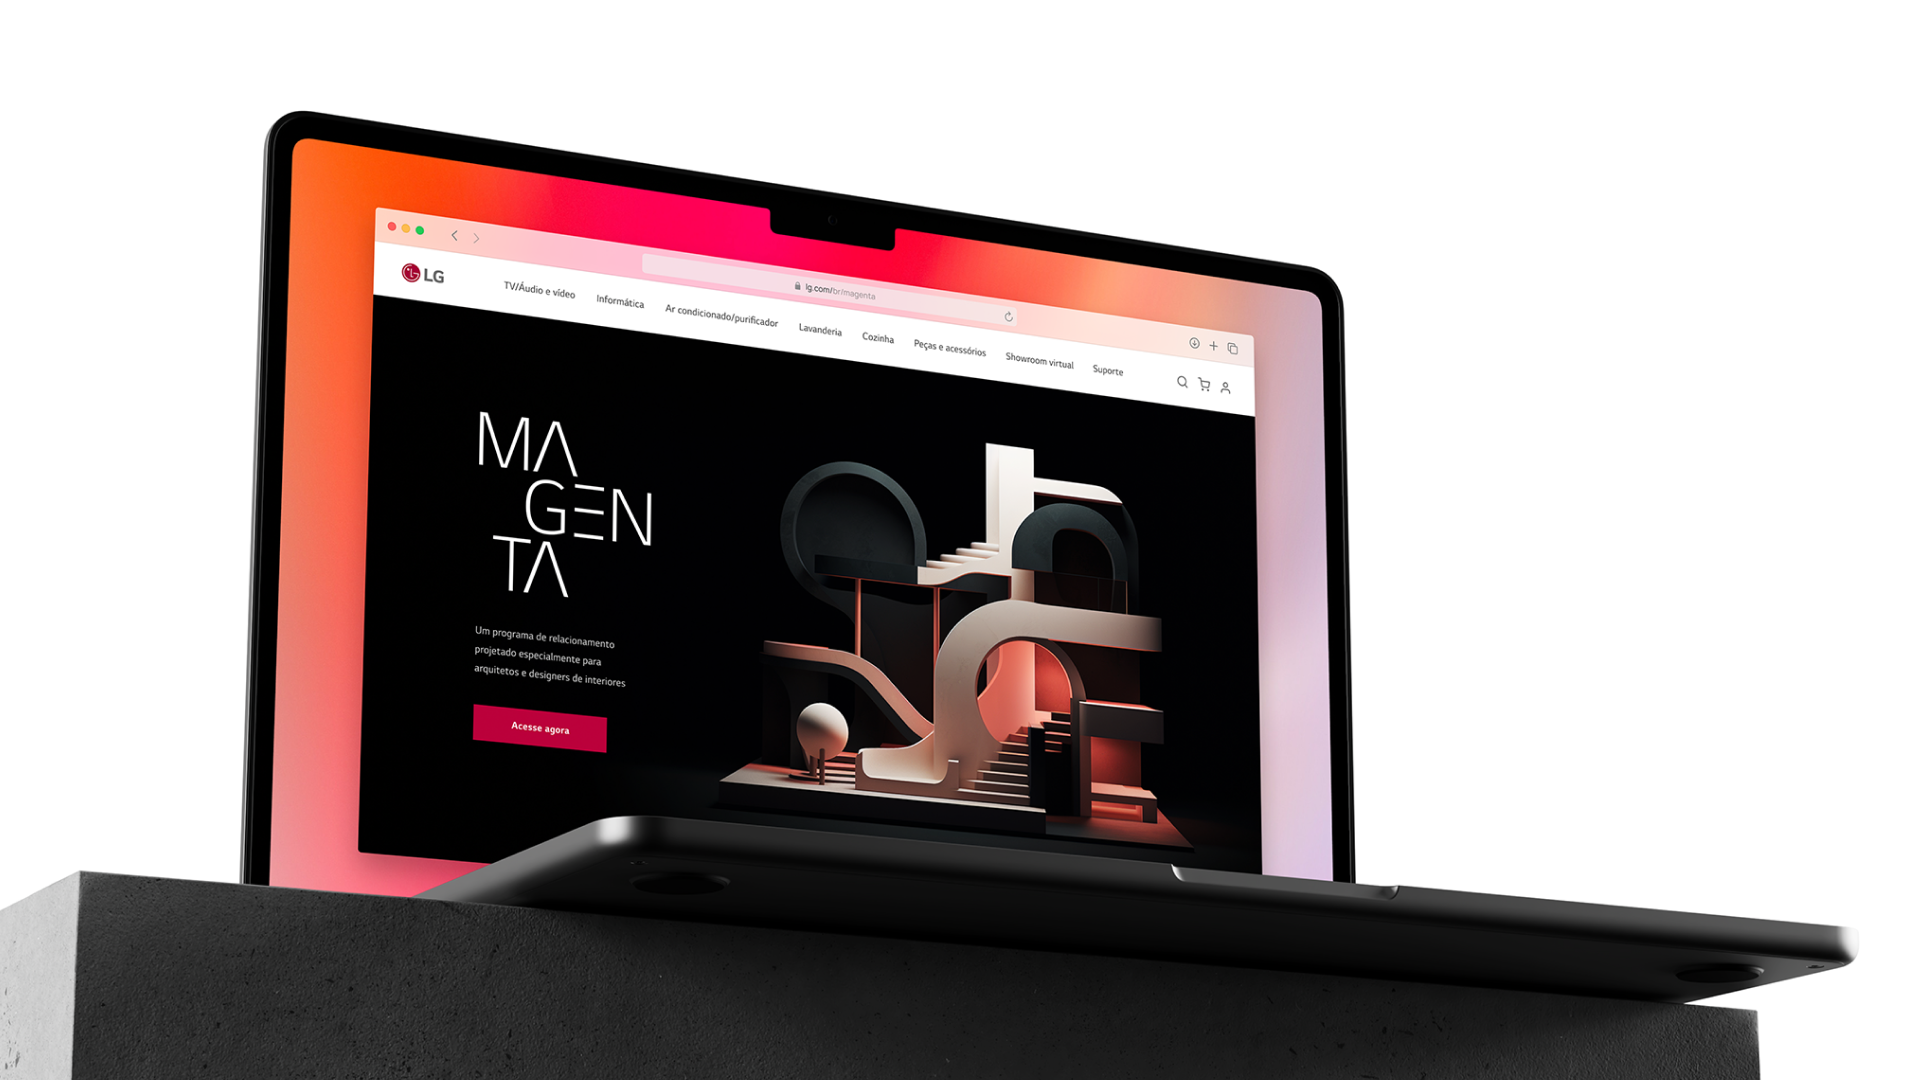 lg.com/br/magenta
LG
TV/Áudio e vídeo
Informática
Ar condicionado/purificador
Lavanderia
Cozinha
Peças e acessórios
Showroom virtual
Suporte
MA
GEN
TA
Um programa de relacionamento
projetado especialmente para
arquitetos e designers de interiores
Acesse agora